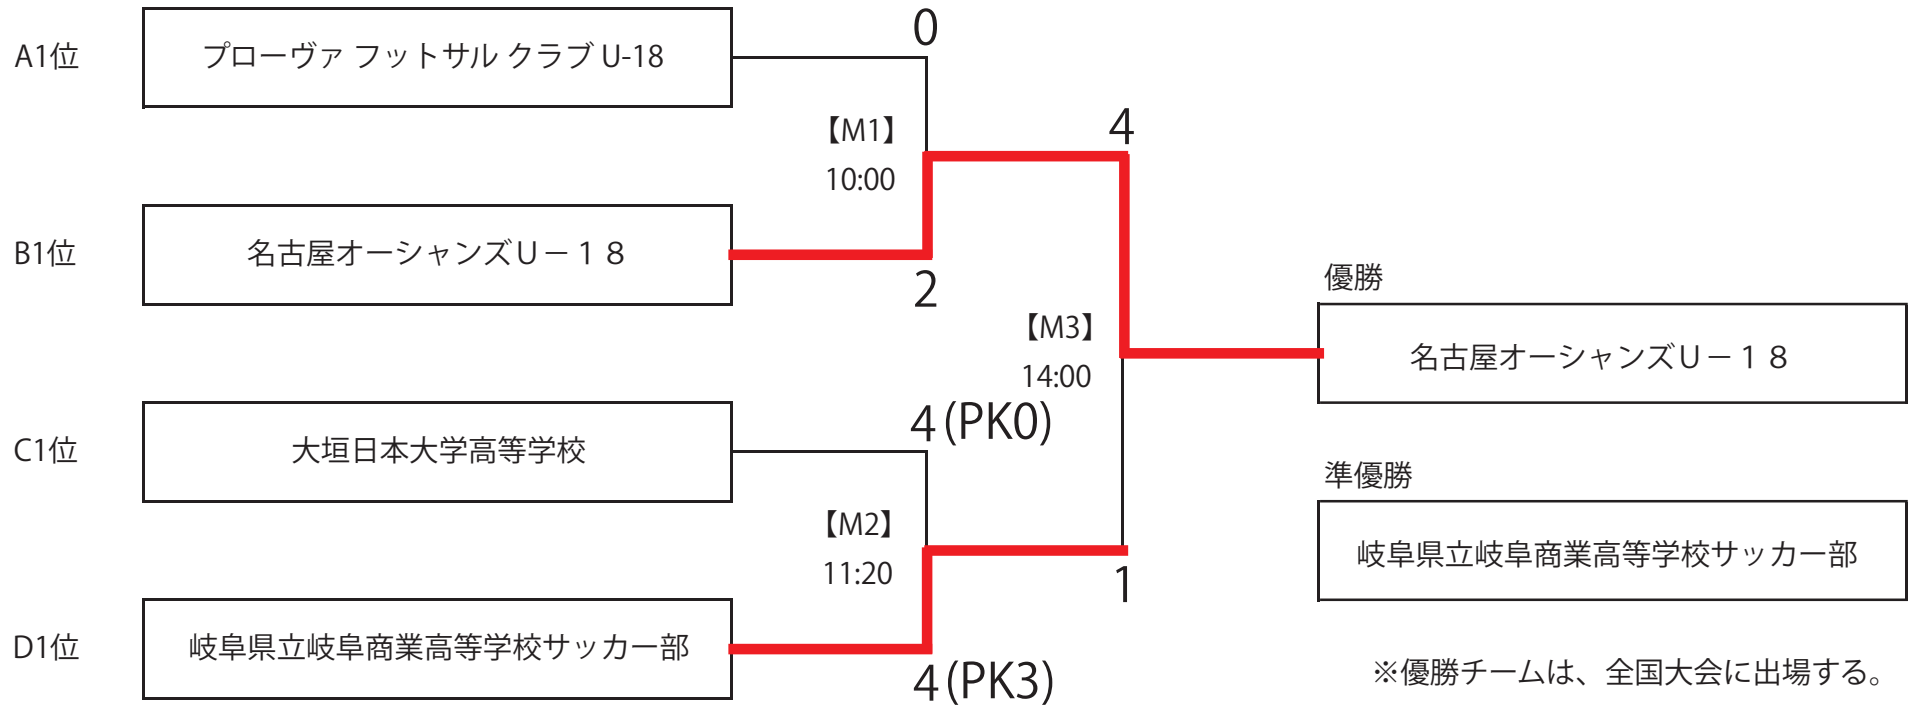 A1位
プローヴァ フットサル クラブ U-18
0
【M1】
10:00
4
B1位
名古屋オーシャンズＵ－１８
2
【M3】
14:00
優勝
名古屋オーシャンズＵ－１８
C1位
大垣日本大学高等学校
4 (PK0)
【M2】
11:20
1
準優勝
岐阜県立岐阜商業高等学校サッカー部
D1位
岐阜県立岐阜商業高等学校サッカー部
4 (PK3)
※優勝チームは、全国大会に出場する。